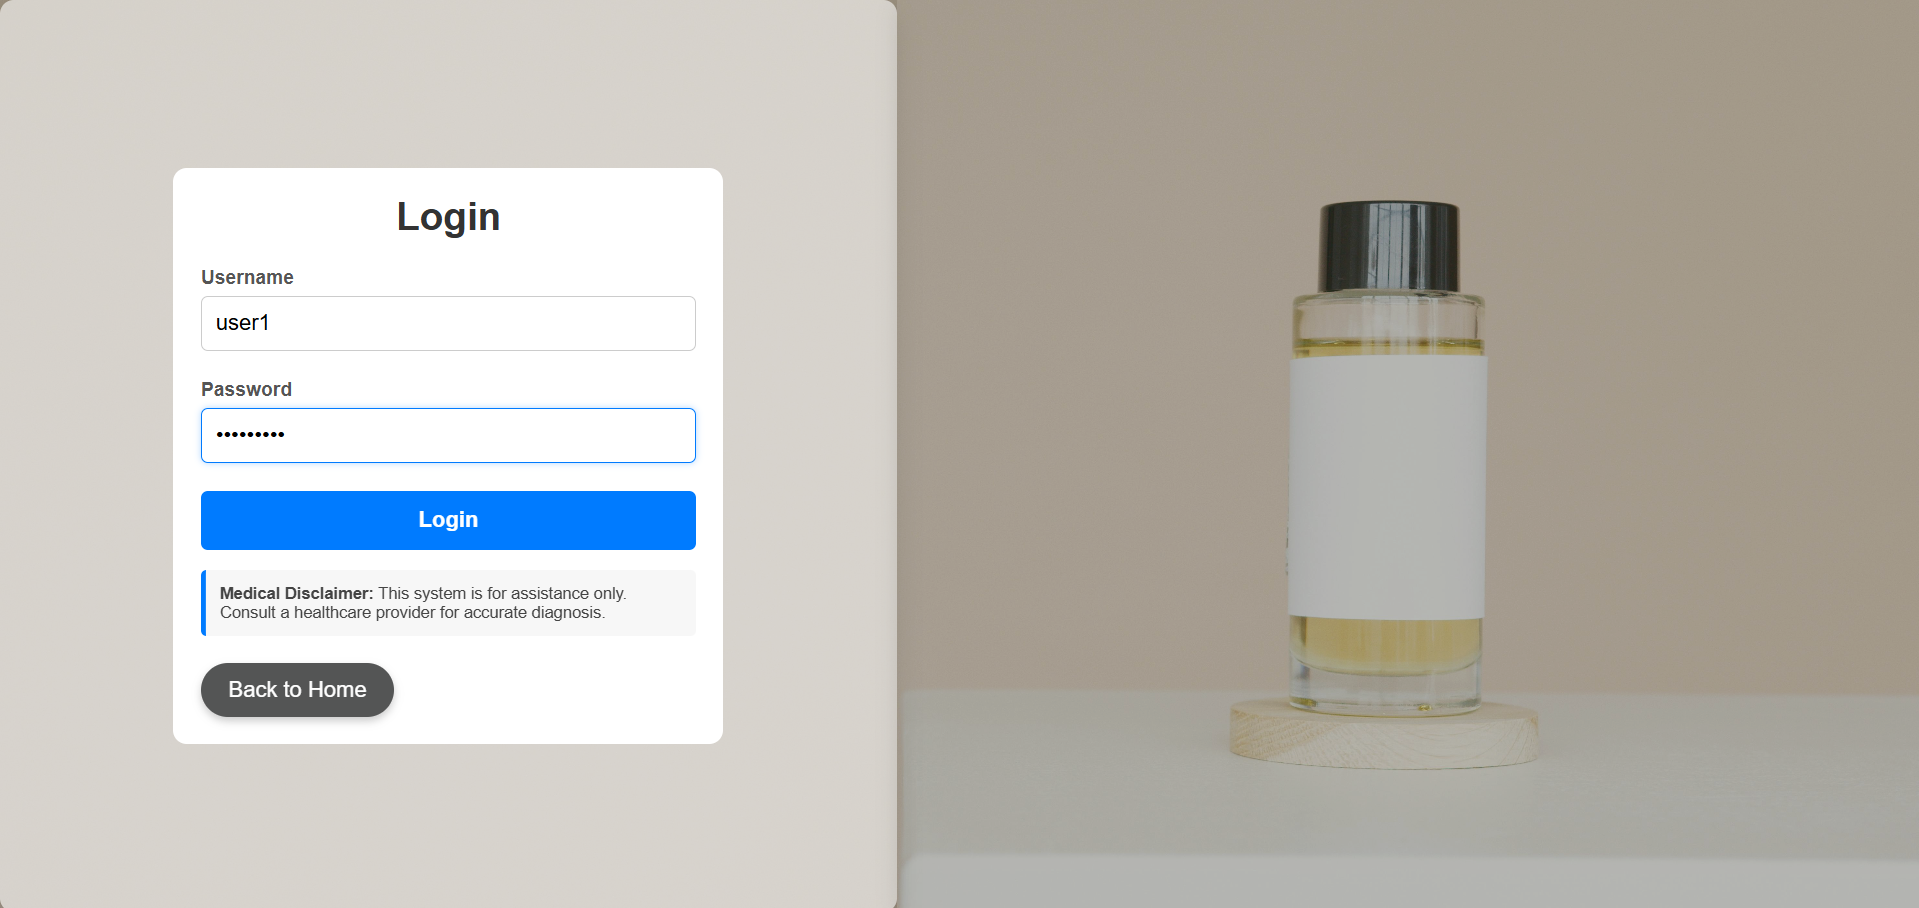 Login
Username
user1
Password
•••••••••
Login
Medical Disclaimer: This system is for assistance only.
Consult a healthcare provider for accurate diagnosis.
Back to Home